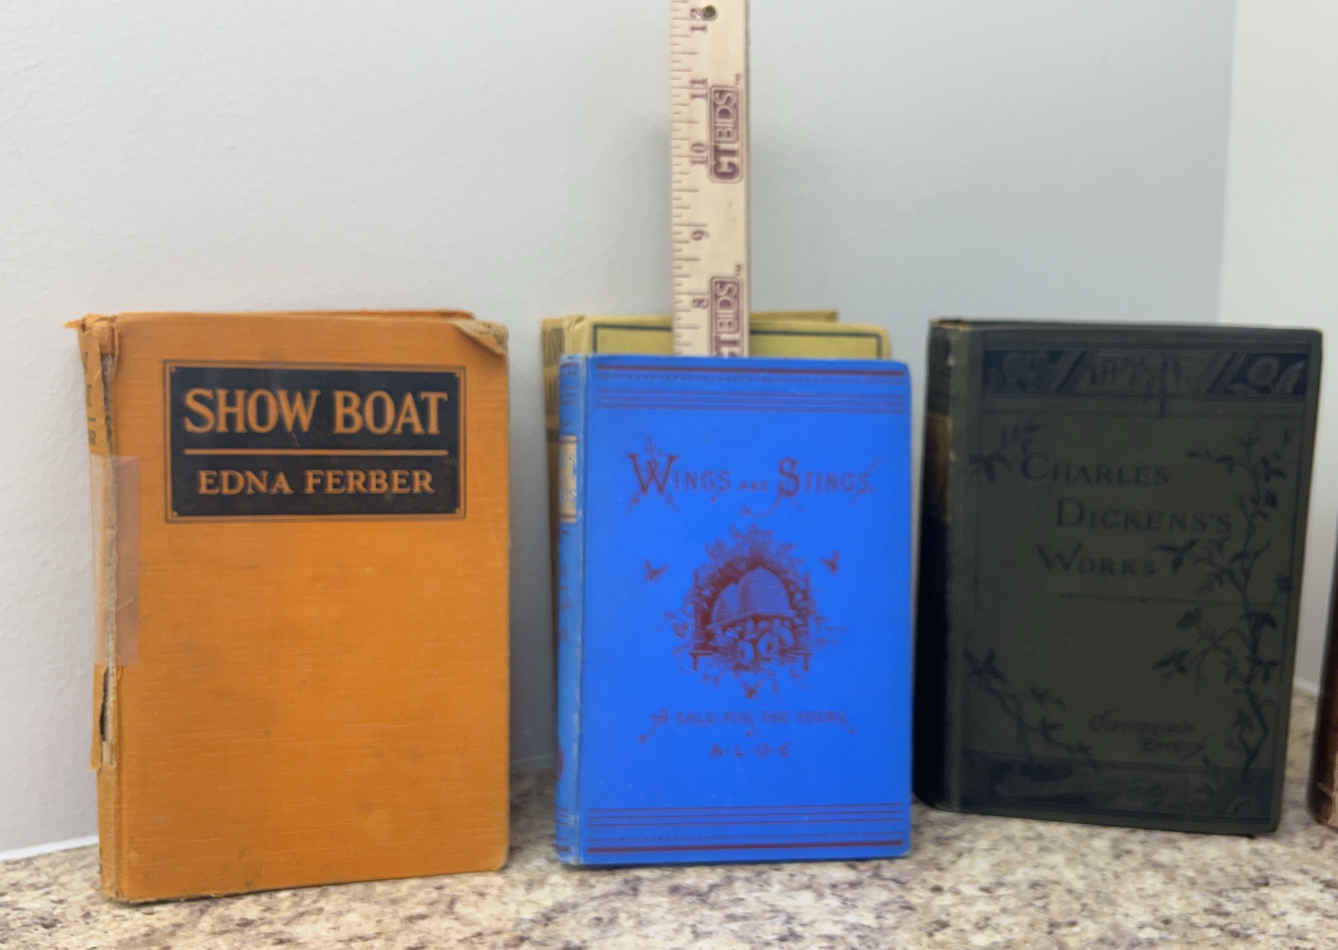 12
11
CTBIDS
10
9
CTBIDS
8
SHOW BOAT
EDNA FERBER
WINGS AND STINGS
A TALE FOR THE YOUNG
A·L·O·E
CHARLES
DICKENS'S
WORKS